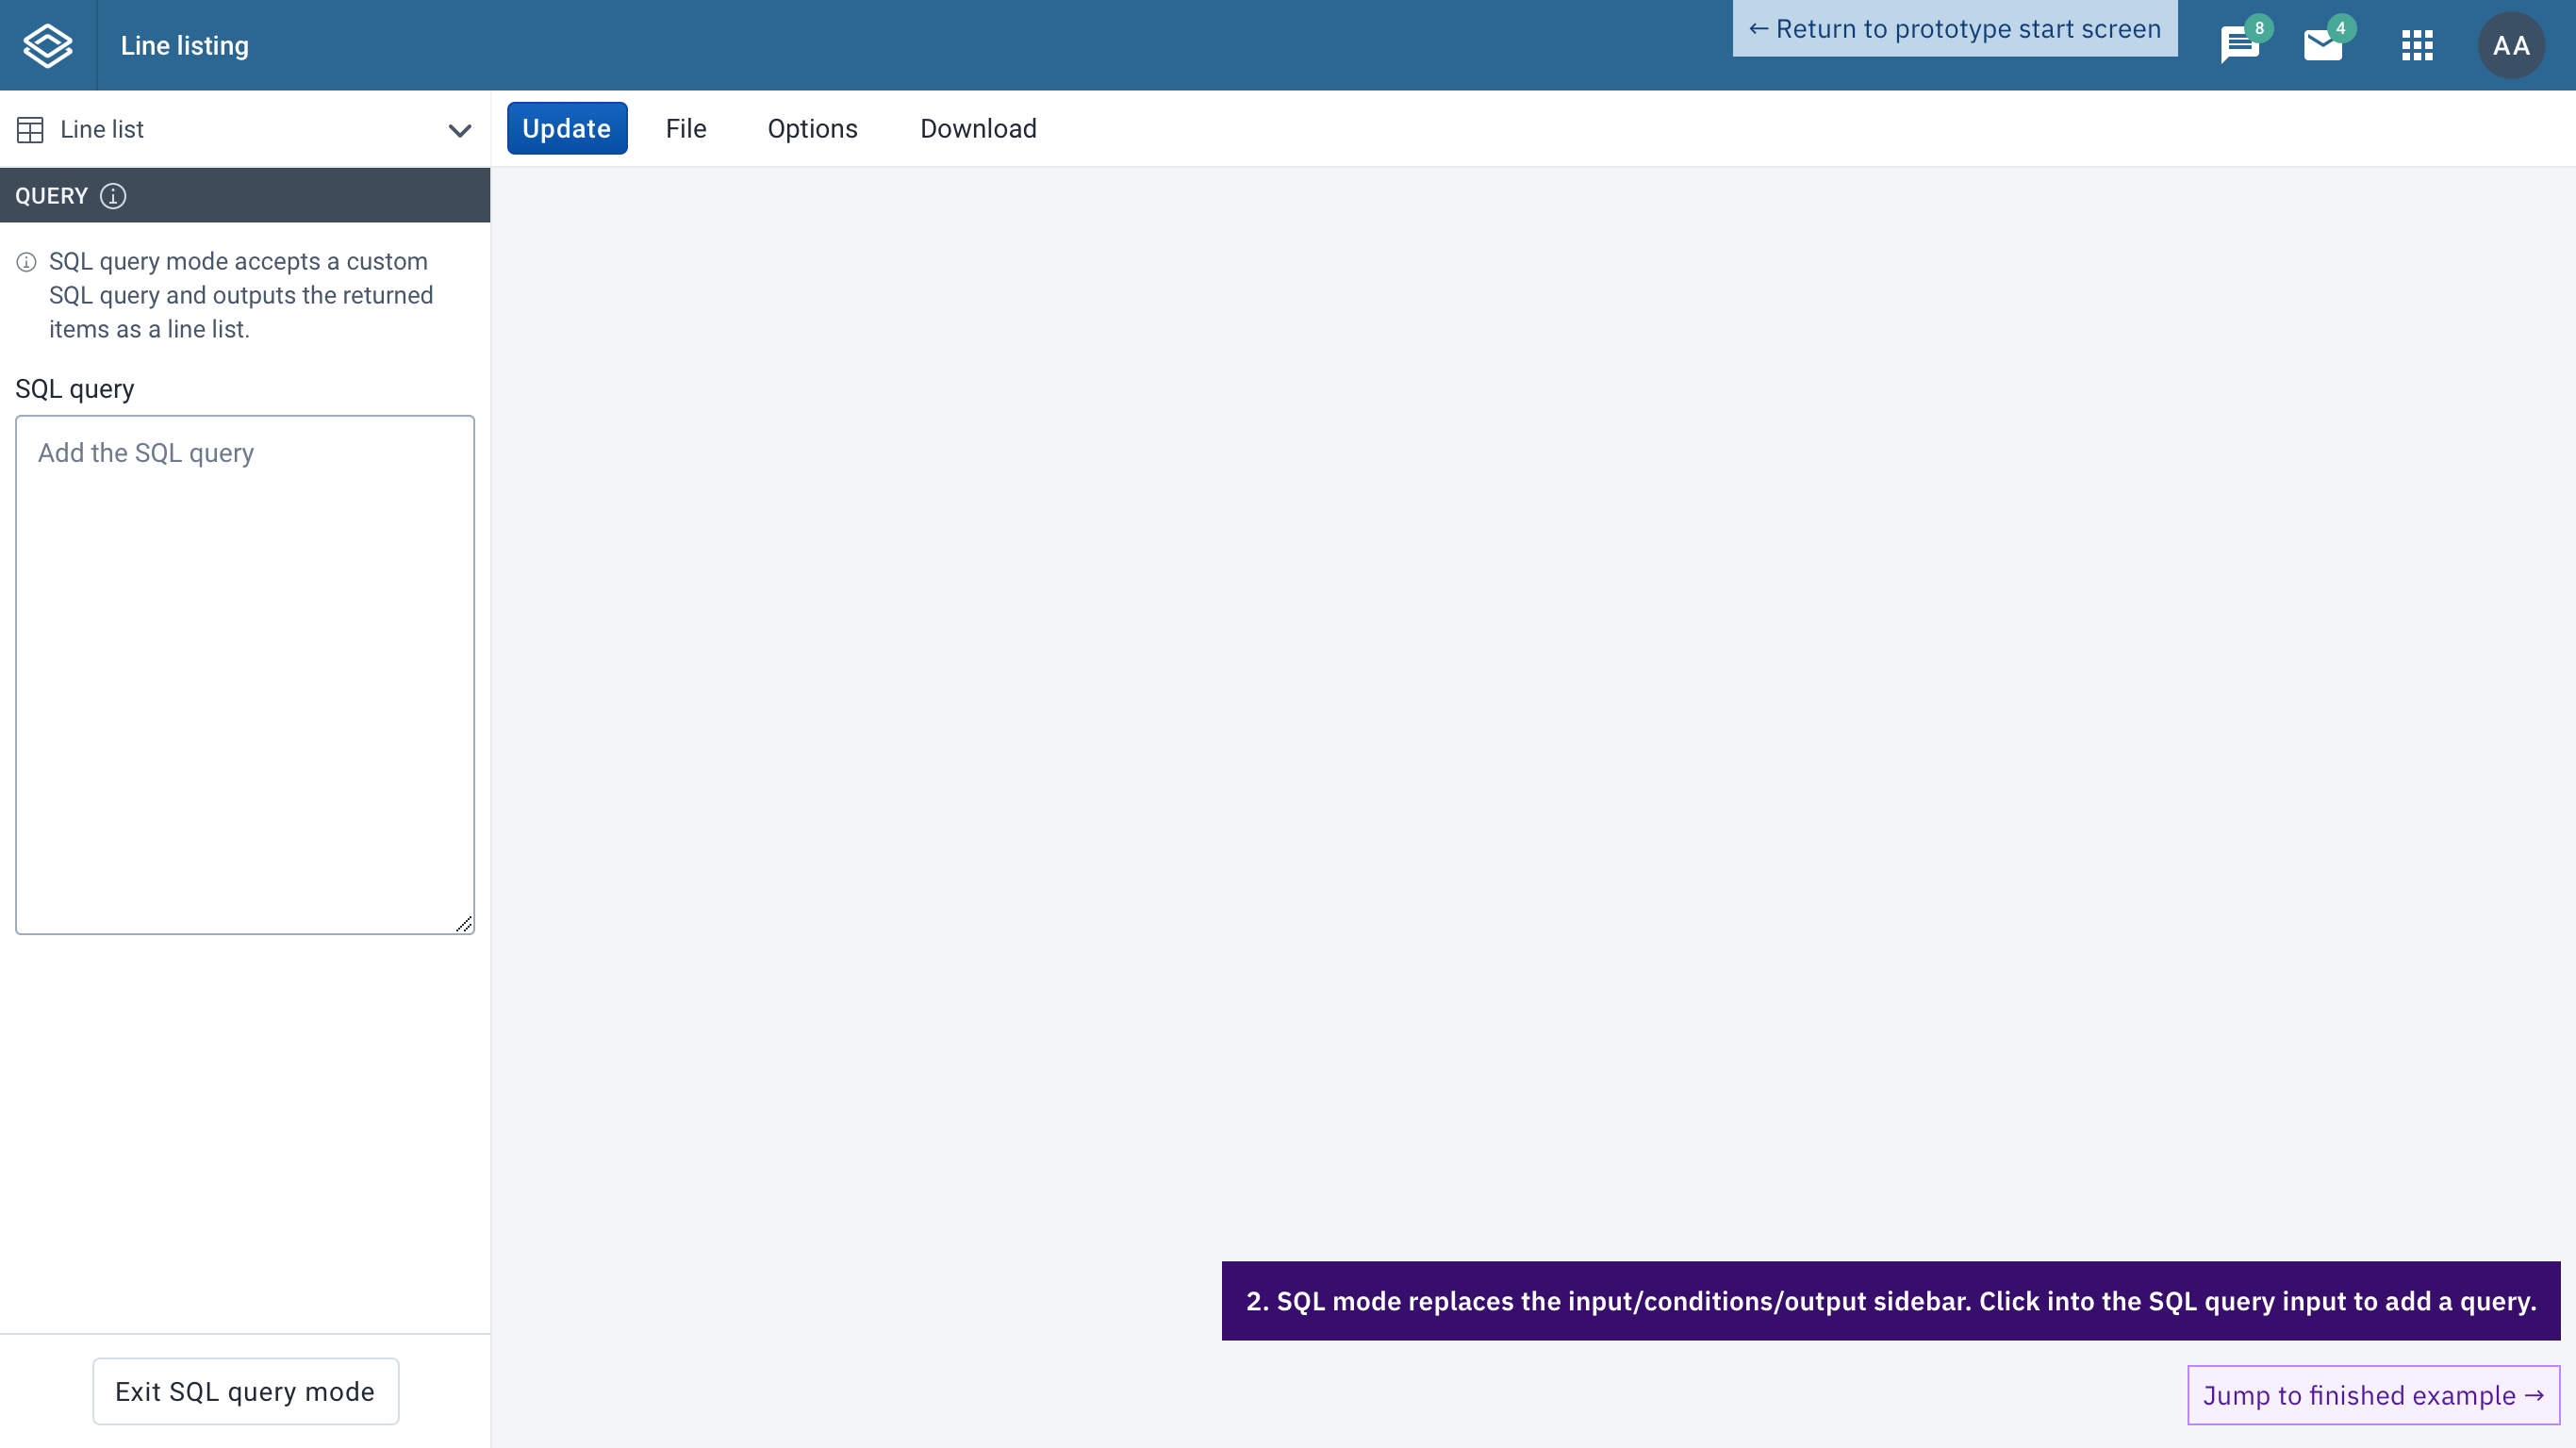 Line listing
← Return to prototype start screen
8
4
AA
Line list
Update
File
Options
Download
QUERY
SQL query mode accepts a custom
SQL query and outputs the returned
items as a line list.
SQL query
Add the SQL query
2. SQL mode replaces the input/conditions/output sidebar. Click into the SQL query input to add a query.
Exit SQL query mode
Jump to finished example →